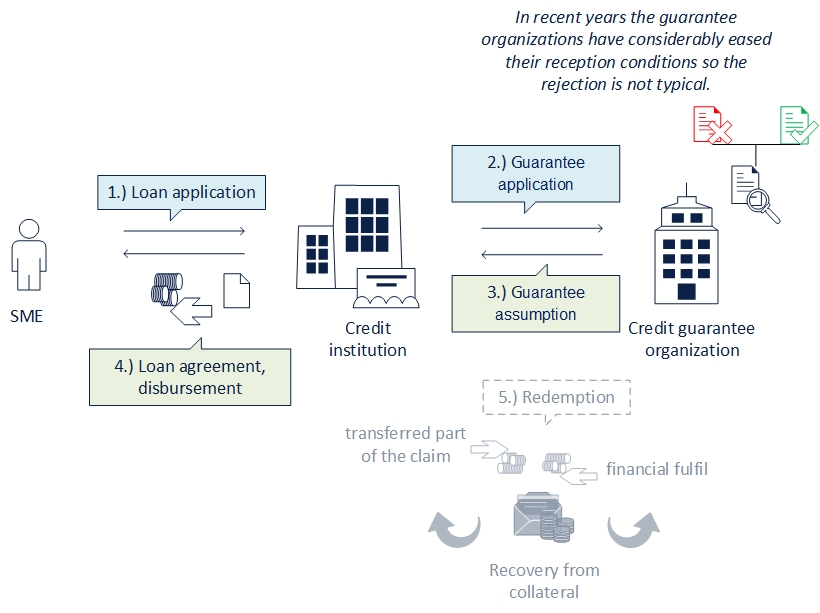 In recent years the guarantee
organizations have considerably eased
their reception conditions so the
rejection is not typical.
1.) Loan application
2.) Guarantee
application
3.) Guarantee
assumption
SME
Credit
institution
Credit guarantee
organization
4.) Loan agreement,
disbursement
5.) Redemption
transferred part
of the claim
financial fulfil
Recovery from
collateral